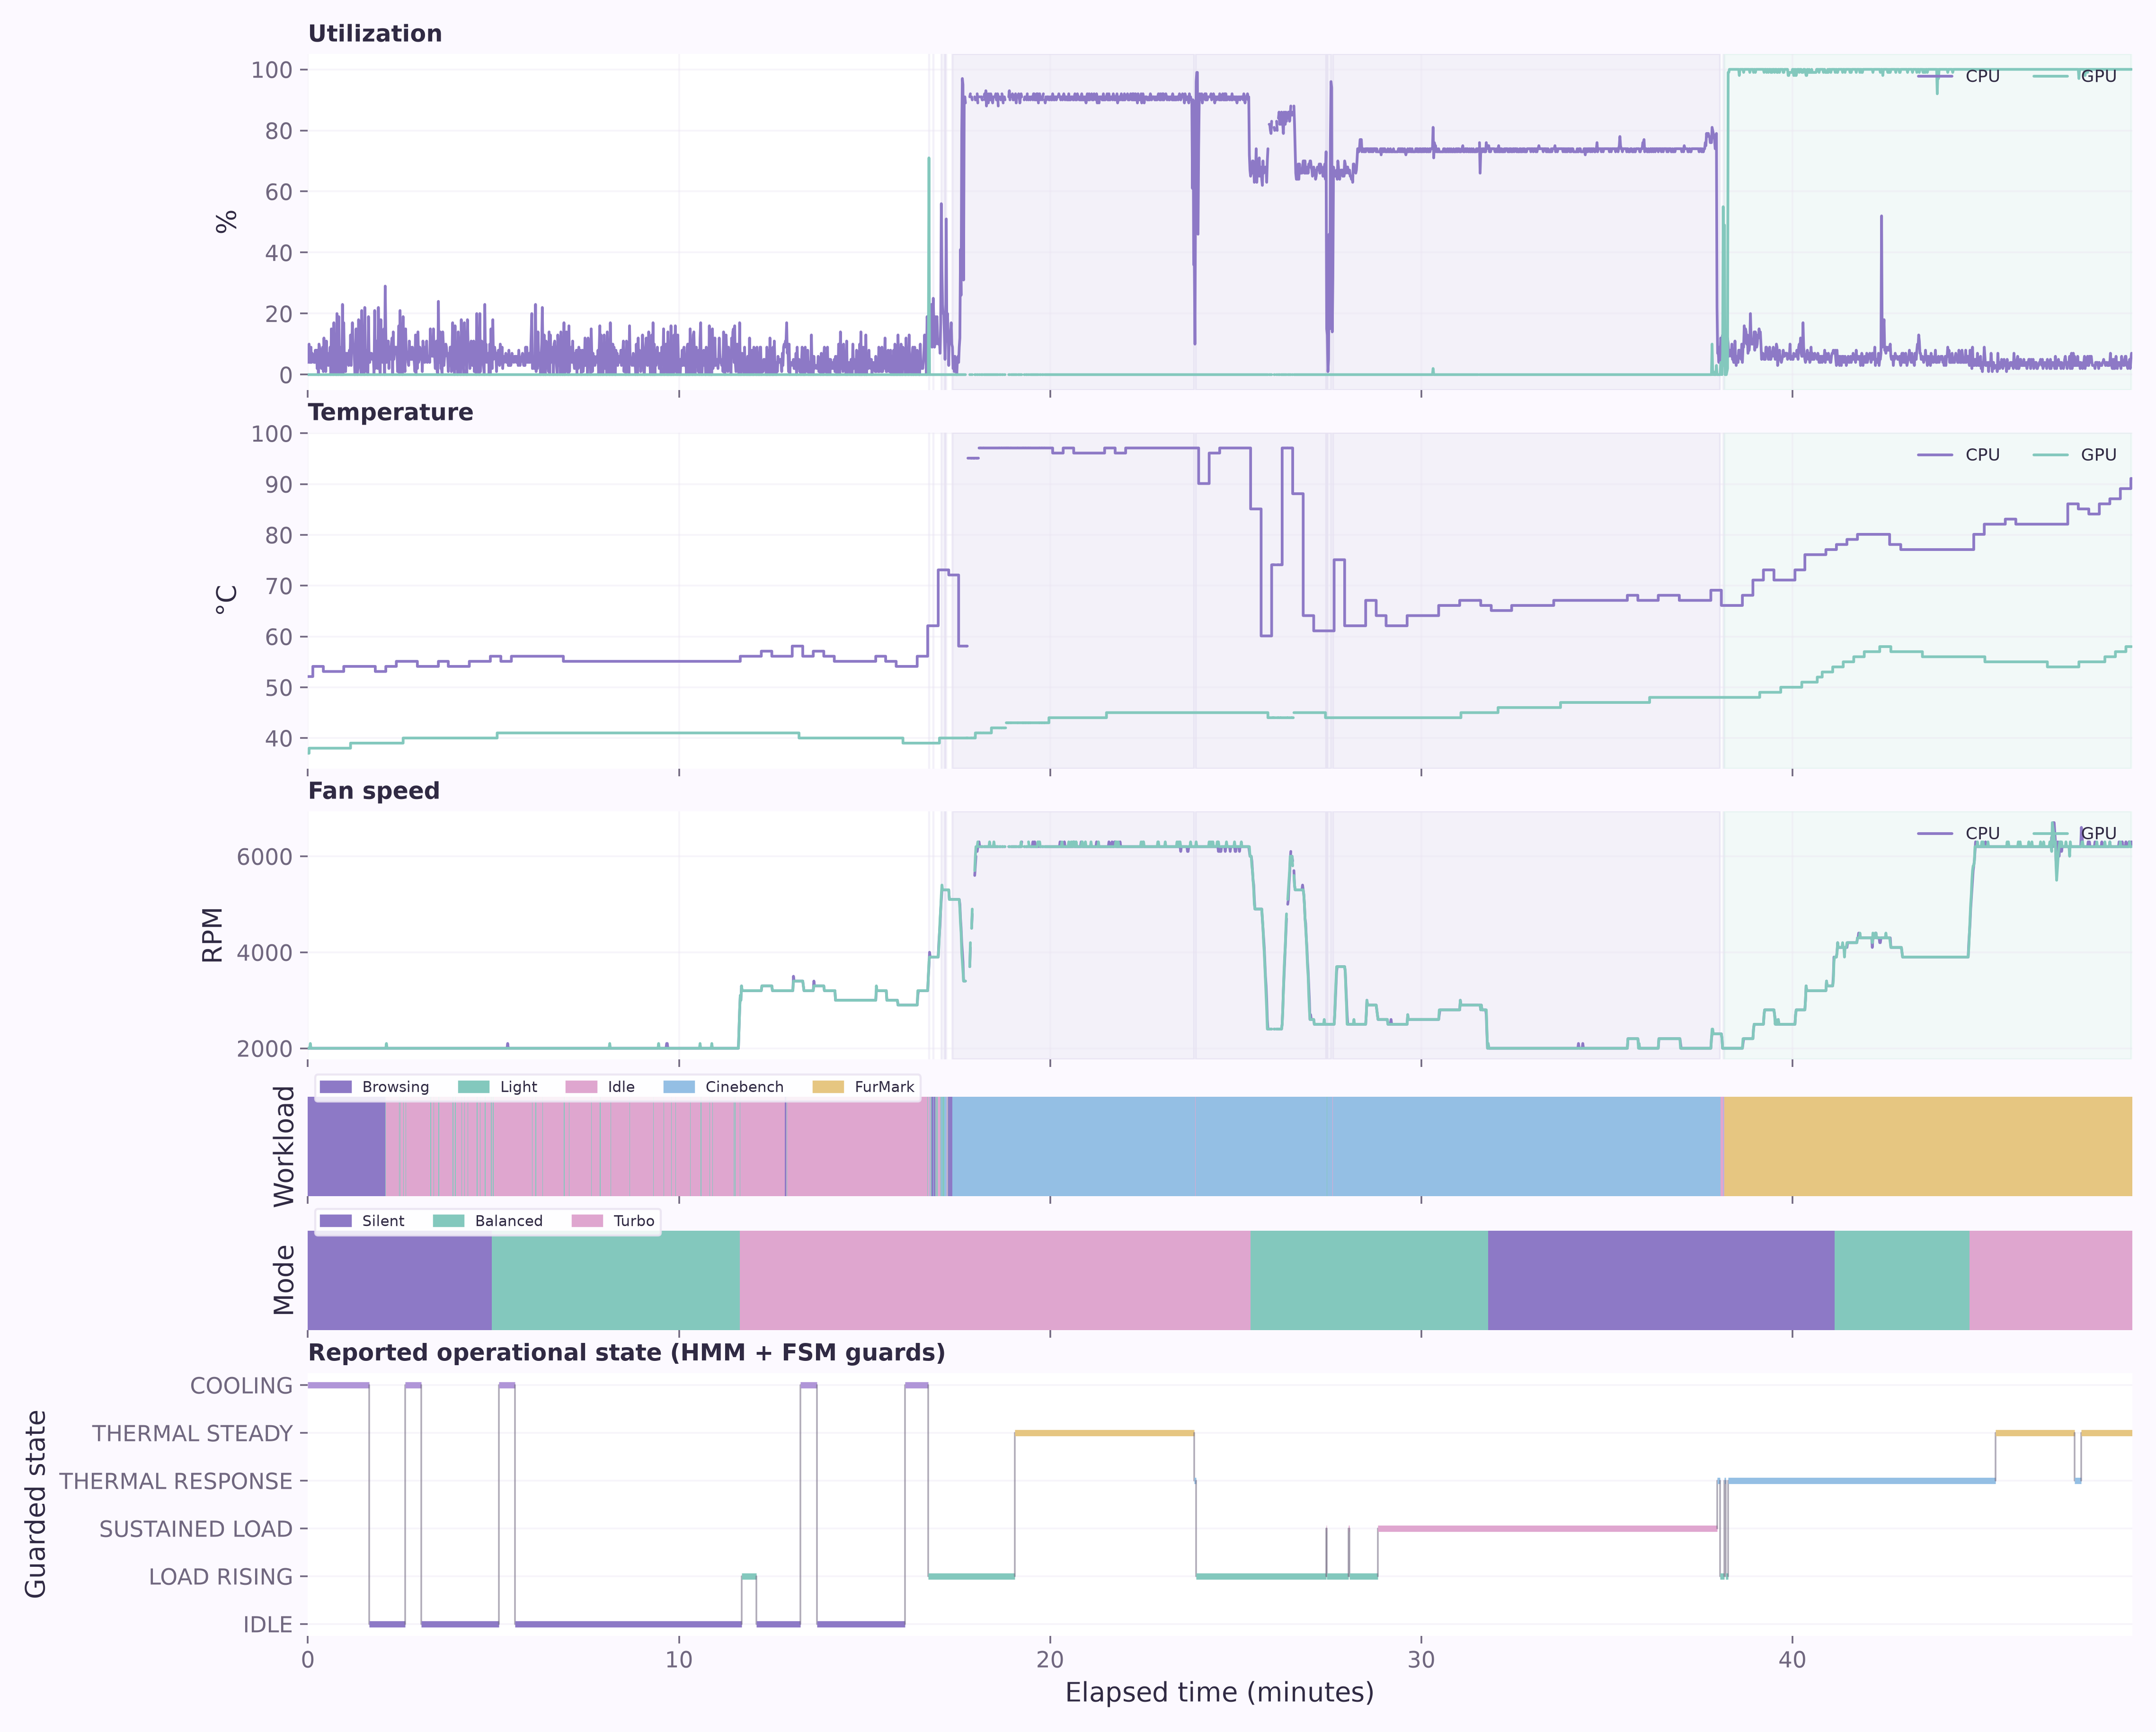 Utilization
100
80
60
40
20
0
%
CPU GPU
Temperature
100
90
80
70
60
50
40
°C
CPU GPU
Fan speed
6000
4000
2000
RPM
CPU GPU
Workload
Browsing Light Idle Cinebench FurMark
Mode
Silent Balanced Turbo
Reported operational state (HMM + FSM guards)
Guarded state
COOLING
THERMAL STEADY
THERMAL RESPONSE
SUSTAINED LOAD
LOAD RISING
IDLE
0 10 20 30 40
Elapsed time (minutes)